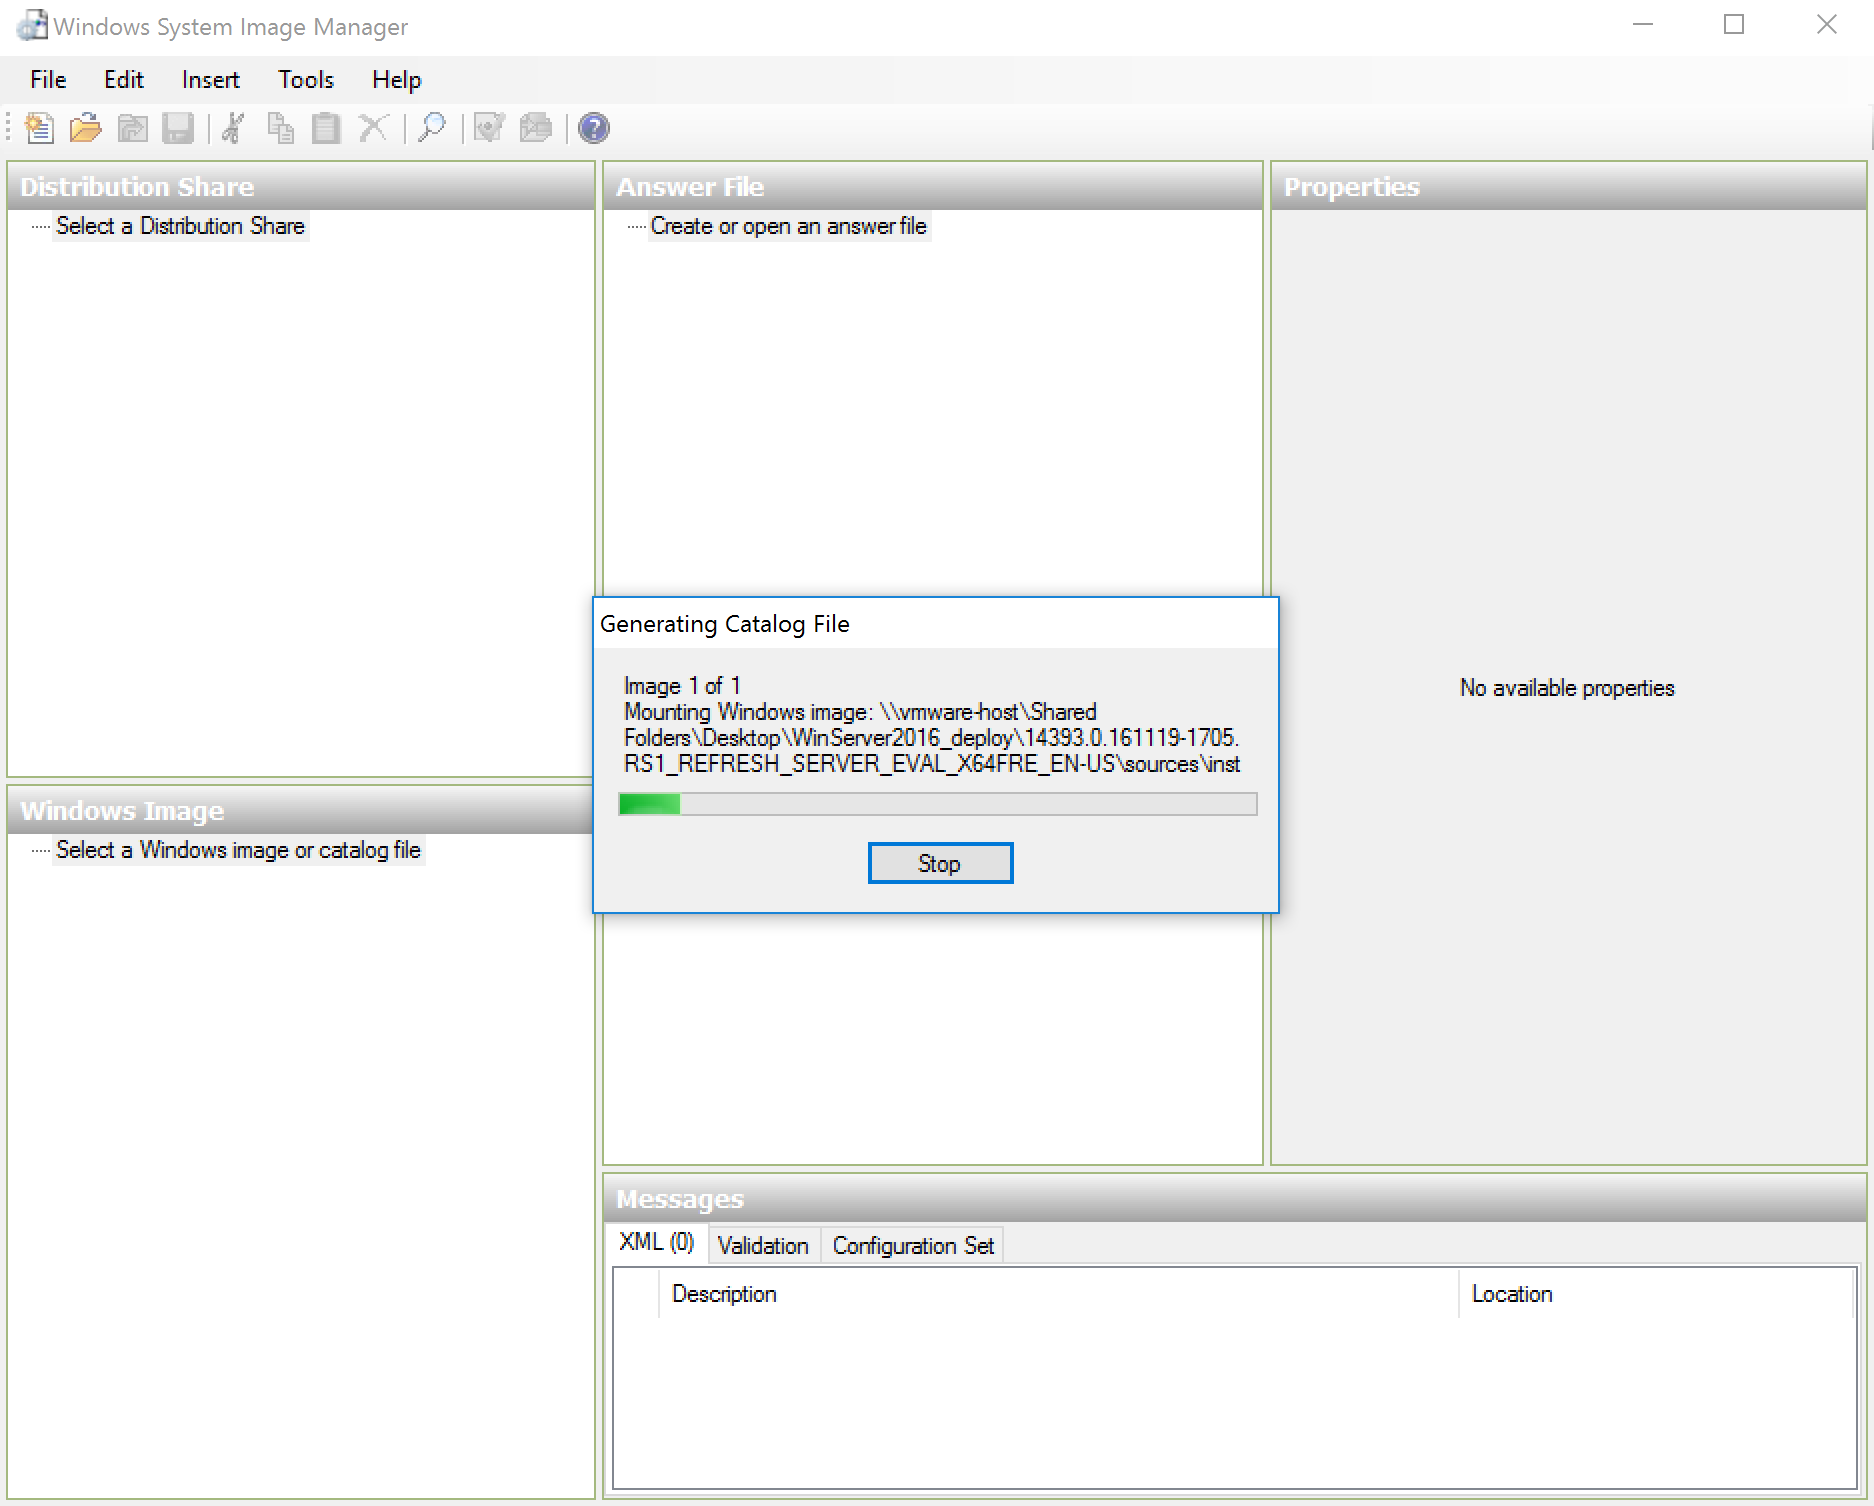 Windows System Image Manager
File Edit Insert Tools Help
Distribution Share
Select a Distribution Share
Answer File
Create or open an answer file
Properties
No available properties
Generating Catalog File
Image 1 of 1
Mounting Windows image: \\vmware-host\Shared
Folders\Desktop\WinServer2016_deploy\14393.0.161119-1705.
RS1_REFRESH_SERVER_EVAL_X64FRE_EN-US\sources\inst
Stop
Windows Image
Select a Windows image or catalog file
Messages
XML (0) Validation Configuration Set
Description Location